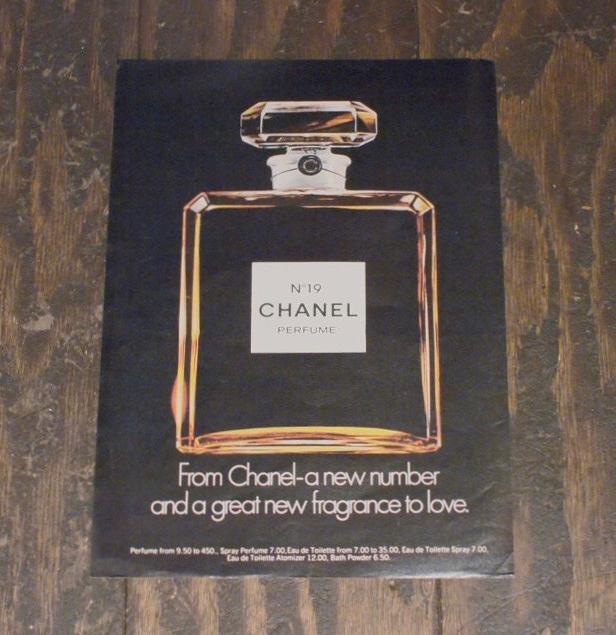 N°19
CHANEL
PERFUME
From Chanel-a new number
and a great new fragrance to love.
Perfume from 9.50 to 450., Spray Perfume 7.00, Eau de Toilette from 7.00 to 35.00, Eau de Toilette Spray 7.00,
Eau de Toilette Atomizer 12.00, Bath Powder 6.50.